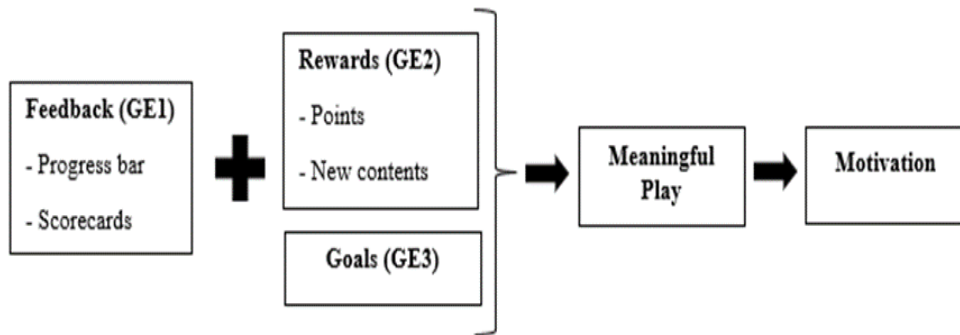 Feedback (GE1)
- Progress bar
- Scorecards
Rewards (GE2)
- Points
- New contents
Goals (GE3)
Meaningful
Play
Motivation